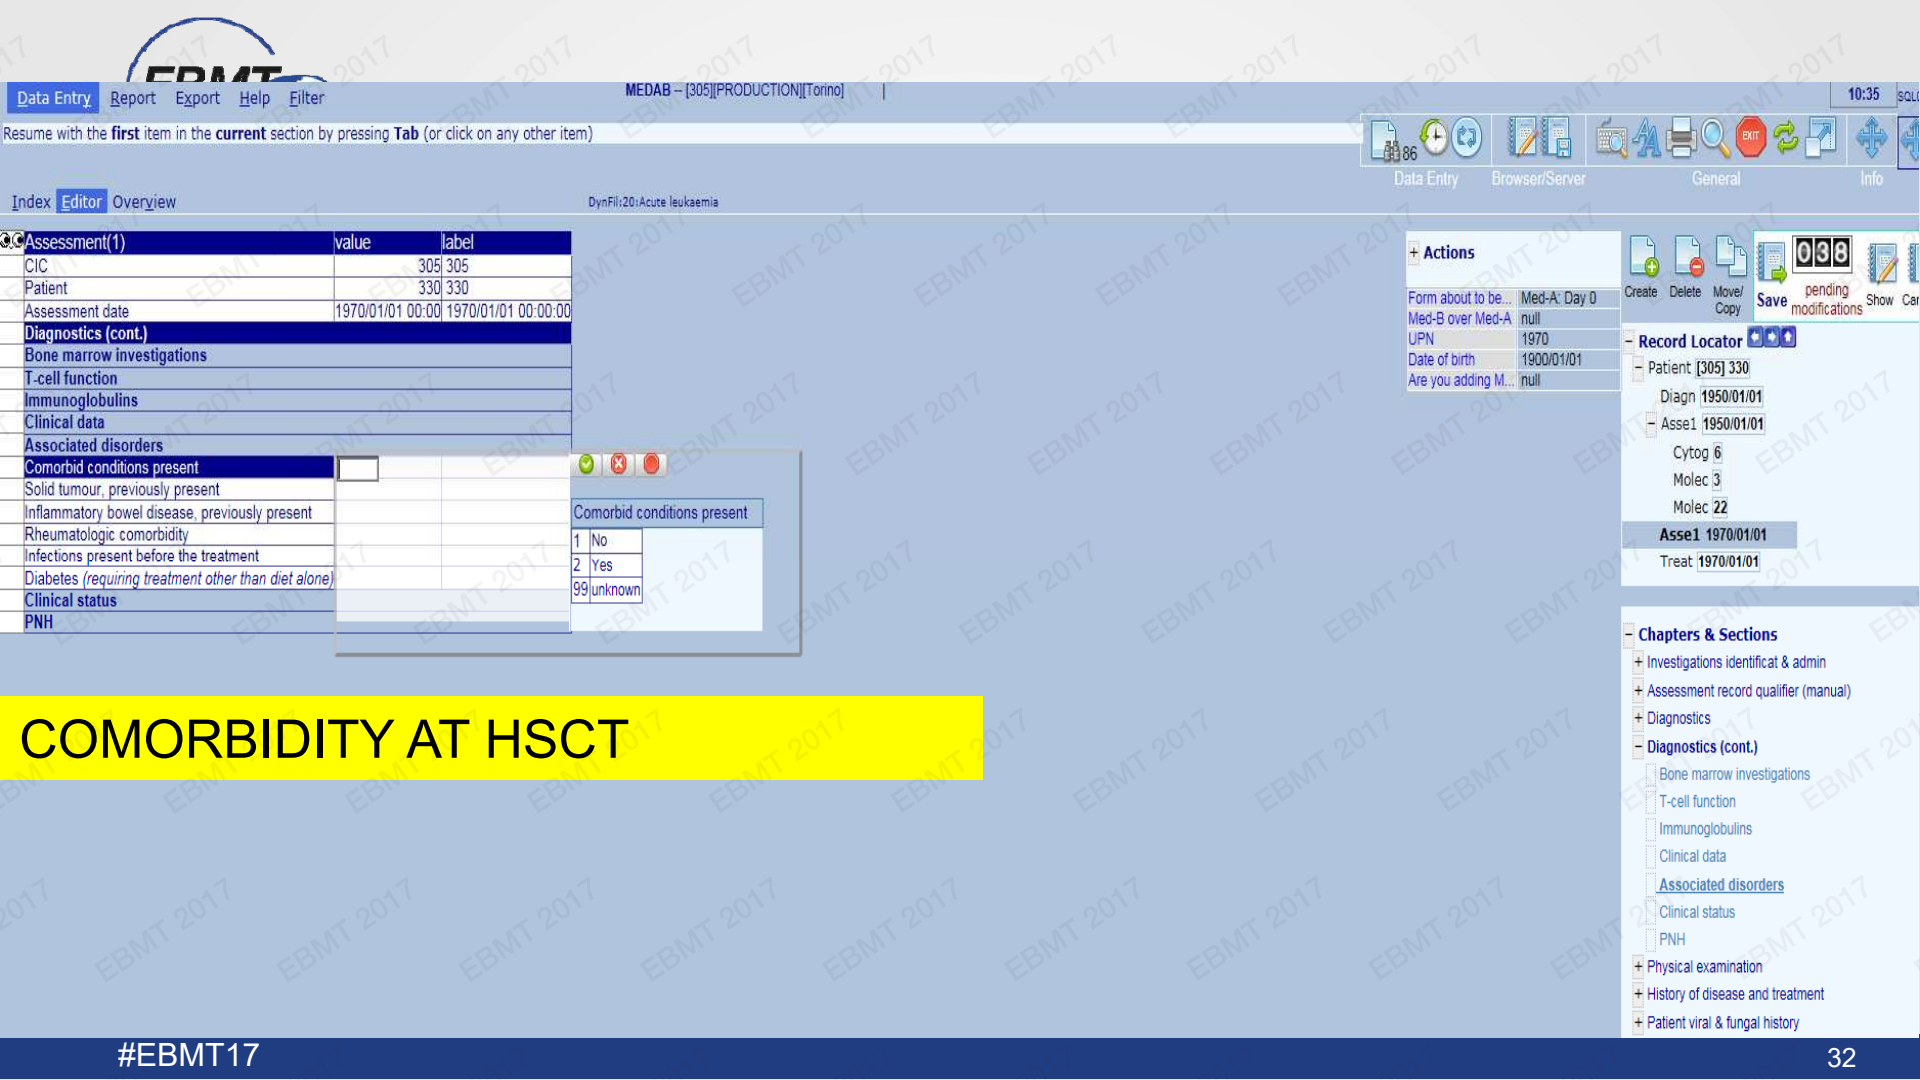 EBMT
Data Entry Report Export Help Filter
MEDAB – [305][PRODUCTION][Torino]
10:35
Resume with the first item in the current section by pressing Tab (or click on any other item)
86
EXIT
Data Entry Browser/Server General Info
Index Editor Overview
DynFil:20:Acute leukaemia
Assessment(1) value label
CIC 305 305
Patient 330 330
Assessment date 1970/01/01 00:00 1970/01/01 00:00:00
Diagnostics (cont.)
Bone marrow investigations
T-cell function
Immunoglobulins
Clinical data
Associated disorders
Comorbid conditions present
Solid tumour, previously present
Inflammatory bowel disease, previously present
Rheumatologic comorbidity
Infections present before the treatment
Diabetes (requiring treatment other than diet alone)
Clinical status
PNH
Comorbid conditions present
1 No
2 Yes
99 unknown
+ Actions
Form about to be... Med-A: Day 0
Med-B over Med-A null
UPN 1970
Date of birth 1900/01/01
Are you adding M... null
Create Delete Move/ Copy Save
038
pending modifications
Show
− Record Locator
− Patient [305] 330
Diagn 1950/01/01
− Asse1 1950/01/01
Cytog 6
Molec 3
Molec 22
Asse1 1970/01/01
Treat 1970/01/01
− Chapters & Sections
+ Investigations identificat & admin
+ Assessment record qualifier (manual)
+ Diagnostics
− Diagnostics (cont.)
Bone marrow investigations
T-cell function
Immunoglobulins
Clinical data
Associated disorders
Clinical status
PNH
+ Physical examination
+ History of disease and treatment
+ Patient viral & fungal history
COMORBIDITY AT HSCT
#EBMT17
32
EBMT 2017